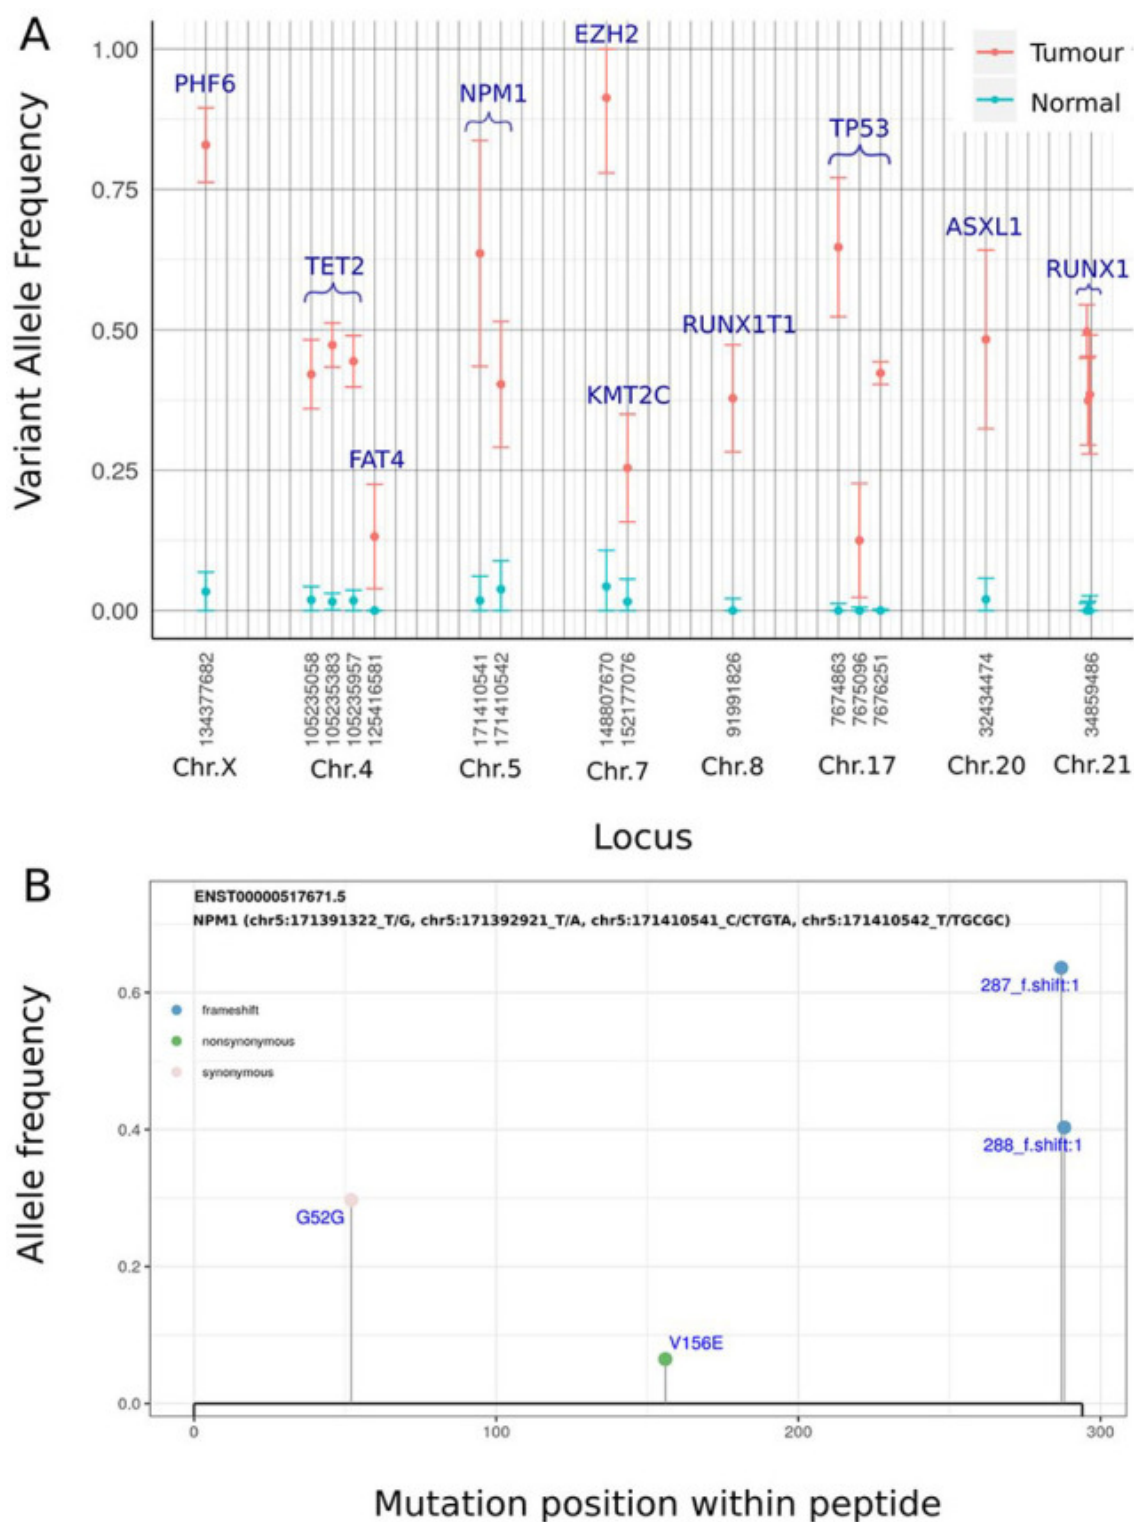 A
Variant Allele Frequency
1.00
0.75
0.50
0.25
0.00
Tumour
Normal
EZH2
PHF6
NPM1
TP53
ASXL1
TET2
RUNX1
RUNX1T1
KMT2C
FAT4
134377682
105235058
105235383
105235957
125416581
171410541
171410542
148807670
152177076
91991826
7674863
7675096
7676251
32434474
34859486
Chr.X
Chr.4
Chr.5
Chr.7
Chr.8
Chr.17
Chr.20
Chr.21
Locus
B
Allele frequency
ENST00000517671.5
NPM1 (chr5:171391322_T/G, chr5:171392921_T/A, chr5:171410541_C/CTGTA, chr5:171410542_T/TGCGC)
frameshift
nonsynonymous
synonymous
287_f.shift:1
288_f.shift:1
G52G
V156E
0.6
0.4
0.2
0.0
0
100
200
300
Mutation position within peptide